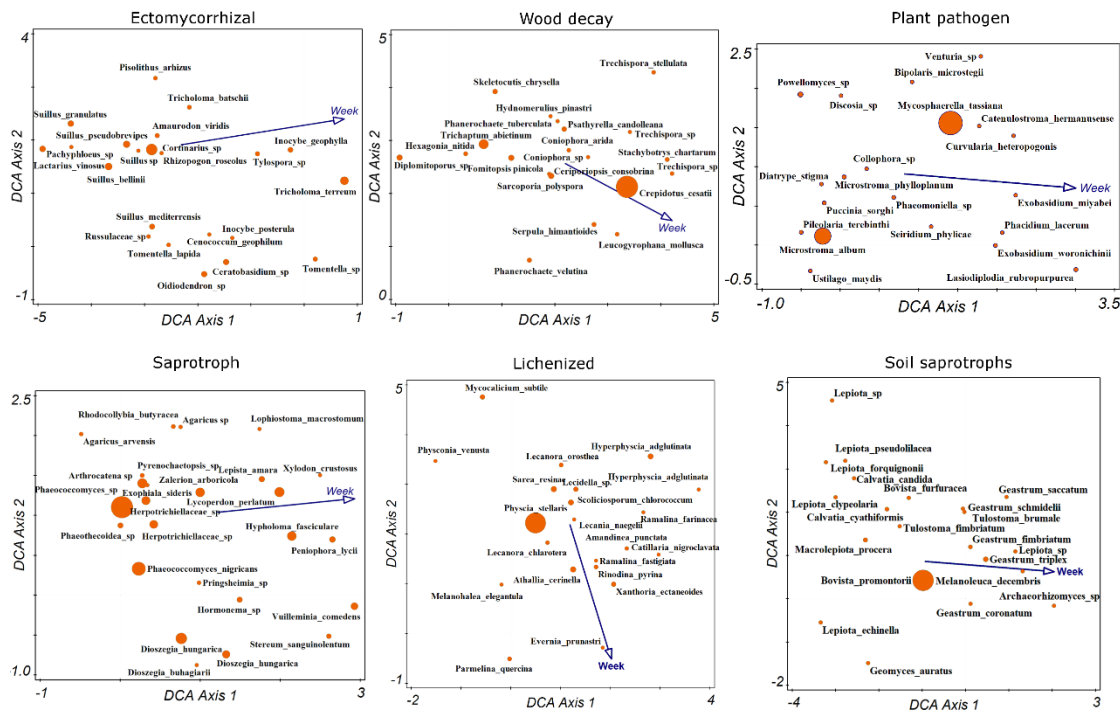 Ectomycorrhizal
4
Pisolithus_arhizus
Tricholoma_batschii
Week
Suillus_granulatus
Amaurodon_viridis
Suillus_pseudobrevipes
Inocybe_geophylla
Cortinarius_sp
Pachyphloeus_sp
Suillus_sp
Rhizopogon_roseolus
Tylospora_sp
Lactarius_vinosus
Suillus_bellinii
Tricholoma_terreum
Suillus_mediterrensis
Inocybe_posterula
Russulaceae_sp
Cenococcum_geophilum
Tomentella_lapida
Tomentella_sp
Ceratobasidium_sp
Oidiodendron_sp
DCA Axis 2
-1
-5
DCA Axis 1
1
Wood decay
5
Trechispora_stellulata
Skeletocutis_chrysella
Hydnomerulius_pinastri
Phanerochaete_tuberculata
Psathyrella_candolleana
Trichaptum_abietinum
Trechispora_sp
Coniophora_arida
Hexagonia_nitida
Stachybotrys_chartarum
Coniophora_sp
Diplomitoporus_sp
Fomitopsis_pinicola
Ceriporiopsis_consobrina
Trechispora_sp
Sarcoporia_polyspora
Crepidotus_cesatii
Serpula_himantioides
Week
Leucogyrophana_mollusca
Phanerochaete_velutina
DCA Axis 2
0
-1
DCA Axis 1
5
Plant pathogen
2.5
Venturia_sp
Bipolaris_microstegii
Powellomyces_sp
Discosia_sp
Mycosphaerella_tassiana
Catenulostroma_hermanusense
Curvularia_heteropogonis
Collophora_sp
Diatrype_stigma
Week
Microstroma_phylloplanum
Exobasidium_miyabei
Phaeomoniella_sp
Puccinia_sorghi
Pileolaria_terebinthi
Seiridium_phylicae
Phacidium_lacerum
Microstroma_album
Exobasidium_woronichinii
Ustilago_maydis
Lasiodiplodia_rubropurpurea
DCA Axis 2
-0.5
-1.0
DCA Axis 1
3.5
Saprotroph
2.5
Rhodocollybia_butyracea
Agaricus sp
Lophiostoma_macrostomum
Agaricus_arvensis
Pyrenochaetopsis_sp
Arthrocatena_sp
Lepista_amara
Xylodon_crustosus
Zalerion_arboricola
Phaeococcomyces_sp
Exophiala_sideris
Lycoperdon_perlatum
Week
Herpotrichiellaceae_sp
Hypholoma_fasciculare
Phaeothecoidea_sp
Herpotrichiellaceae_sp
Peniophora_lycii
Phaeococcomyces_nigricans
Pringsheimia_sp
Hormonema_sp
Vuilleminia_comedens
Stereum_sanguinolentum
Dioszegia_hungarica
Dioszegia_hungarica
Dioszegia_buhagiarii
DCA Axis 2
1.0
-1
DCA Axis 1
3
Lichenized
5
Mycocalicium_subtile
Hyperphyscia_adglutinata
Physconia_venusta
Lecanora_orosthea
Sarea_resinae
Lecidella_sp.
Hyperphyscia_adglutinata
Scoliciosporum_chlorococcum
Physcia_stellaris
Ramalina_farinacea
Lecania_naegelii
Amandinea_punctata
Lecanora_chlarotera
Catillaria_nigroclavata
Ramalina_fastigiata
Athallia_cerinella
Rinodina_pyrina
Melanohalea_elegantula
Xanthoria_ectaneoides
Evernia_prunastri
Week
Parmelina_quercina
DCA Axis 2
-1
-2
DCA Axis 1
4
Soil saprotrophs
5
Lepiota_sp
Lepiota_pseudolilacea
Lepiota_forquignonii
Calvatia_candida
Bovista_furfuracea
Geastrum_saccatum
Lepiota_clypeolaria
Geastrum_schmidelii
Calvatia_cyathiformis
Tulostoma_brumale
Tulostoma_fimbriatum
Geastrum_fimbriatum
Macrolepiota_procera
Lepiota_sp
Geastrum_triplex
Week
Bovista_promontorii
Melanoleuca_decembris
Archaeorhizomyces_sp
Geastrum_coronatum
Lepiota_echinella
Geomyces_auratus
DCA Axis 2
-2
-4
DCA Axis 1
3